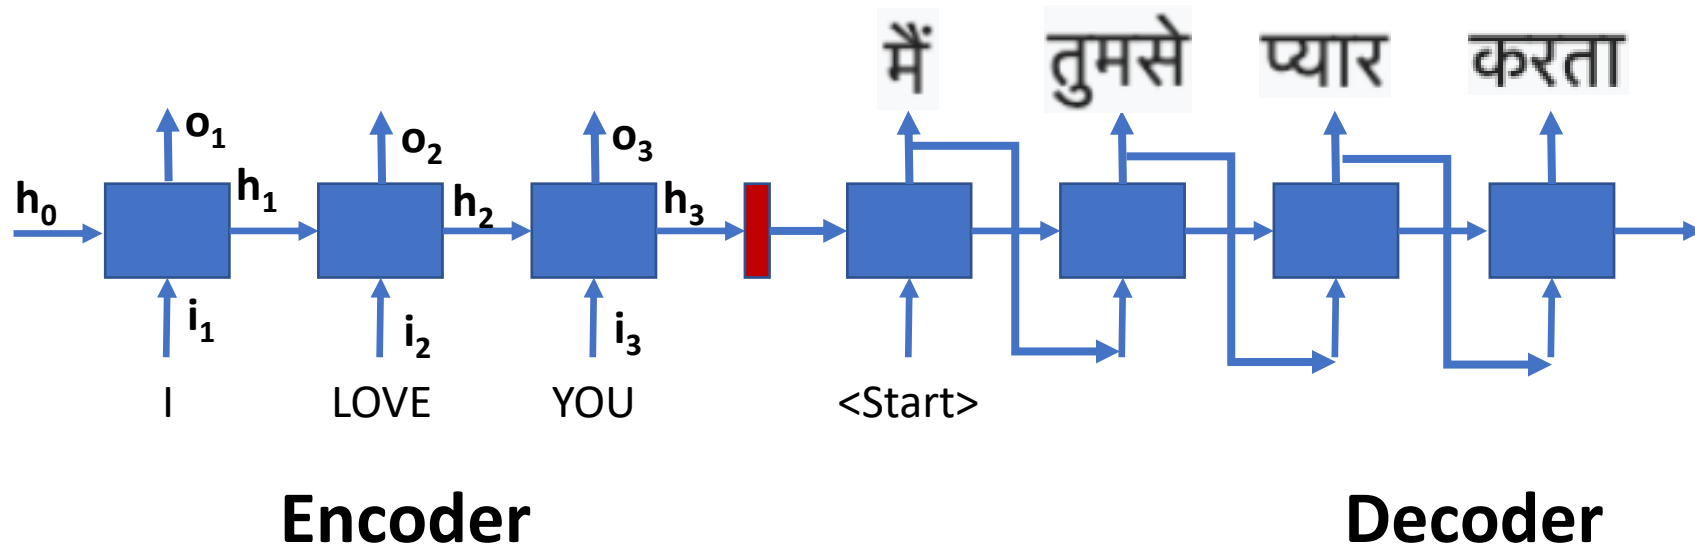 मैं तुमसे प्यार करता
o1 o2 o3
h0 h1 h2 h3
i1 i2 i3
I LOVE YOU <Start>
Encoder Decoder